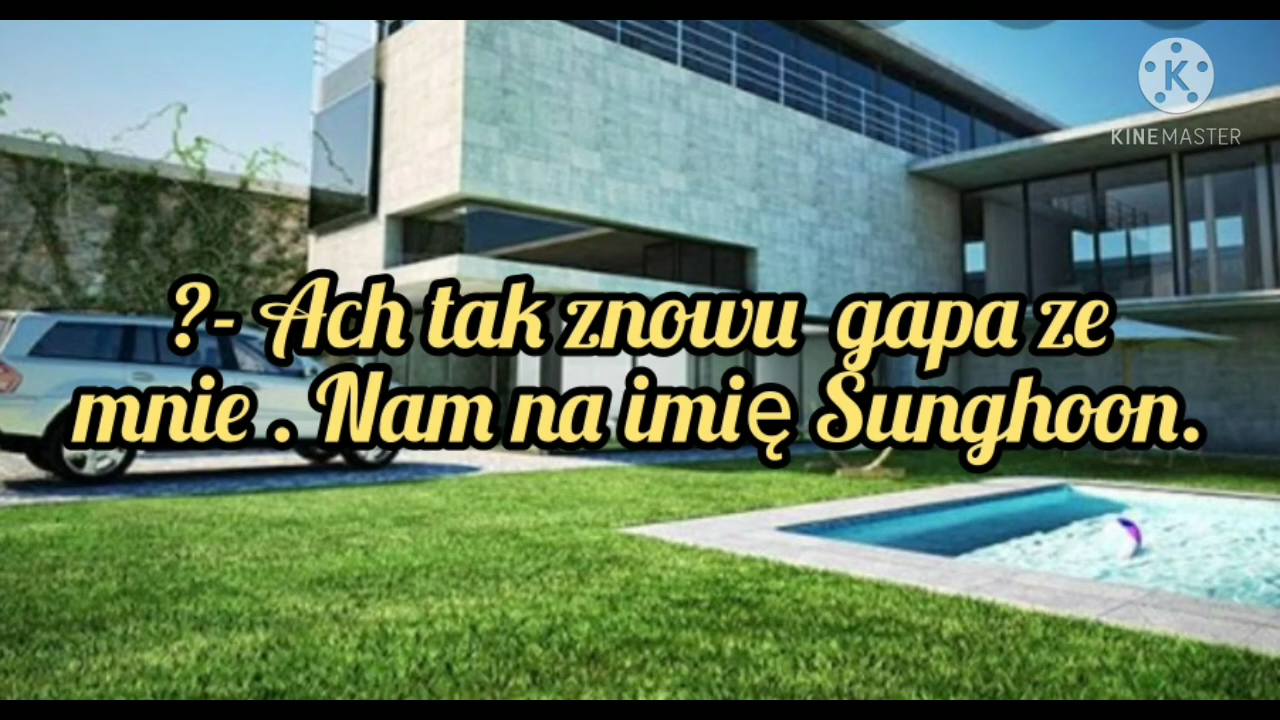 KINEMASTER
?- Ach tak znowu gapa ze
mnie . Nam na imię Sunghoon.